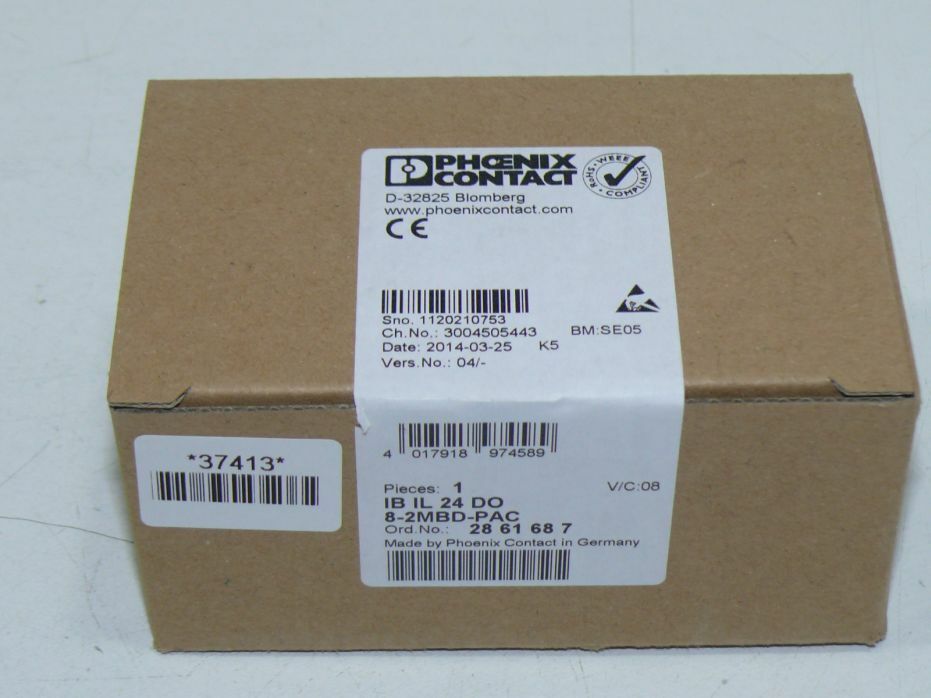 PHŒNIX
CONTACT
RoHS - WEEE
COMPLIANT
D-32825 Blomberg
www.phoenixcontact.com
CE
Sno. 1120210753
Ch.No.: 3004505443
BM:SE05
Date: 2014-03-25 K5
Vers.No.: 04/-
4 017918 974589
Pieces: 1
V/C:08
IB IL 24 DO
8-2MBD-PAC
Ord.No.: 28 61 68 7
Made by Phoenix Contact in Germany
*37413*